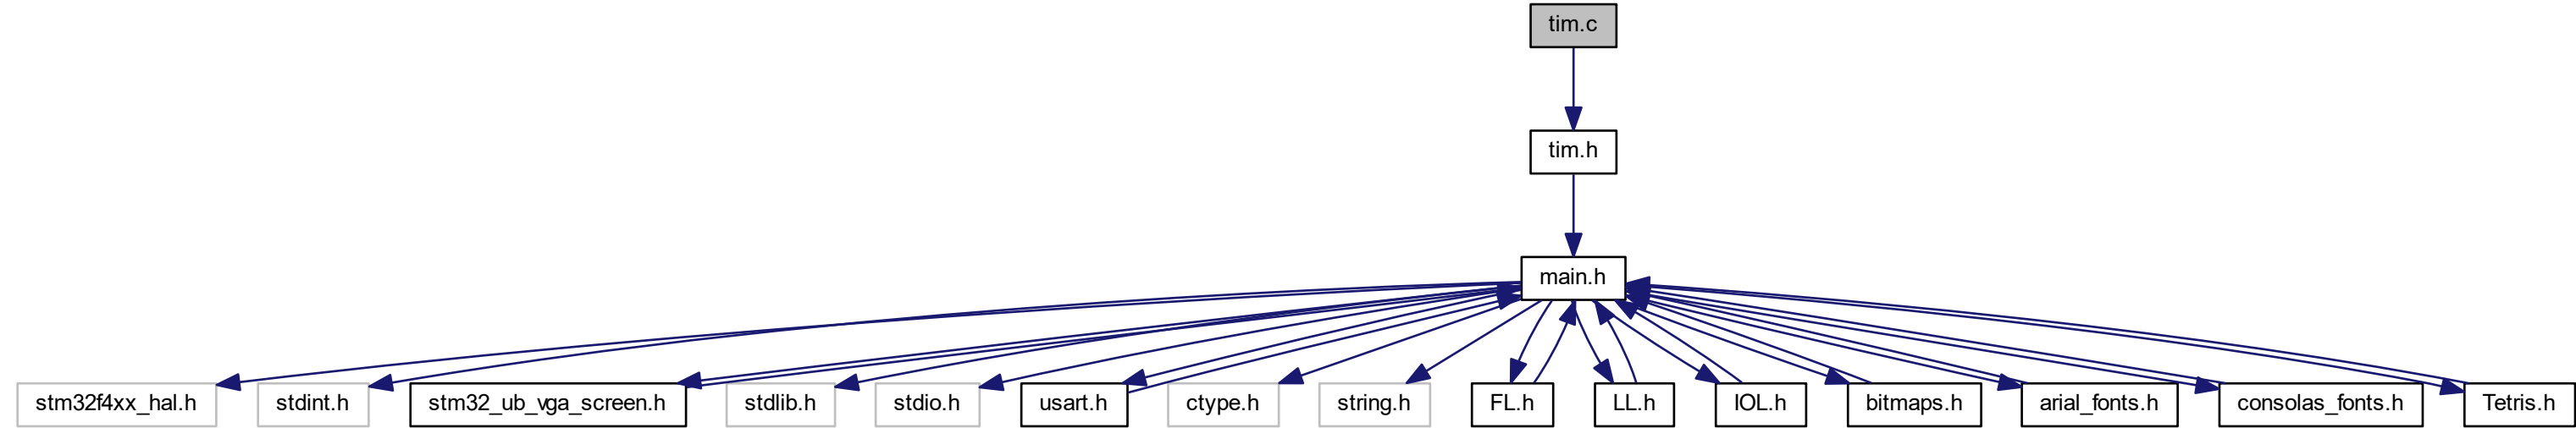 tim.c
tim.h
main.h
stm32f4xx_hal.h
stdint.h
stm32_ub_vga_screen.h
stdlib.h
stdio.h
usart.h
ctype.h
string.h
FL.h
LL.h
IOL.h
bitmaps.h
arial_fonts.h
consolas_fonts.h
Tetris.h